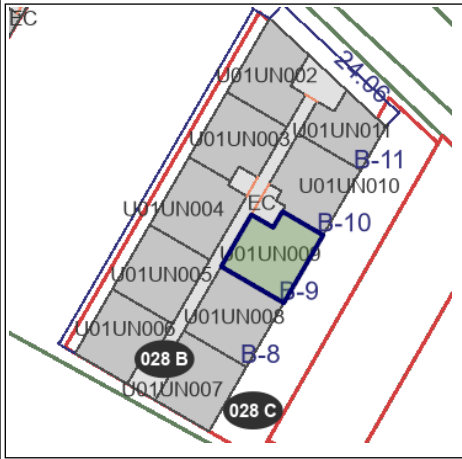 EC
24.06
U01UN002
U01UN003
U01UN011
B-11
U01UN010
U01UN004
EC
B-10
U01UN009
U01UN005
B-9
U01UN008
U01UN006
028 B
B-8
U01UN007
028 C